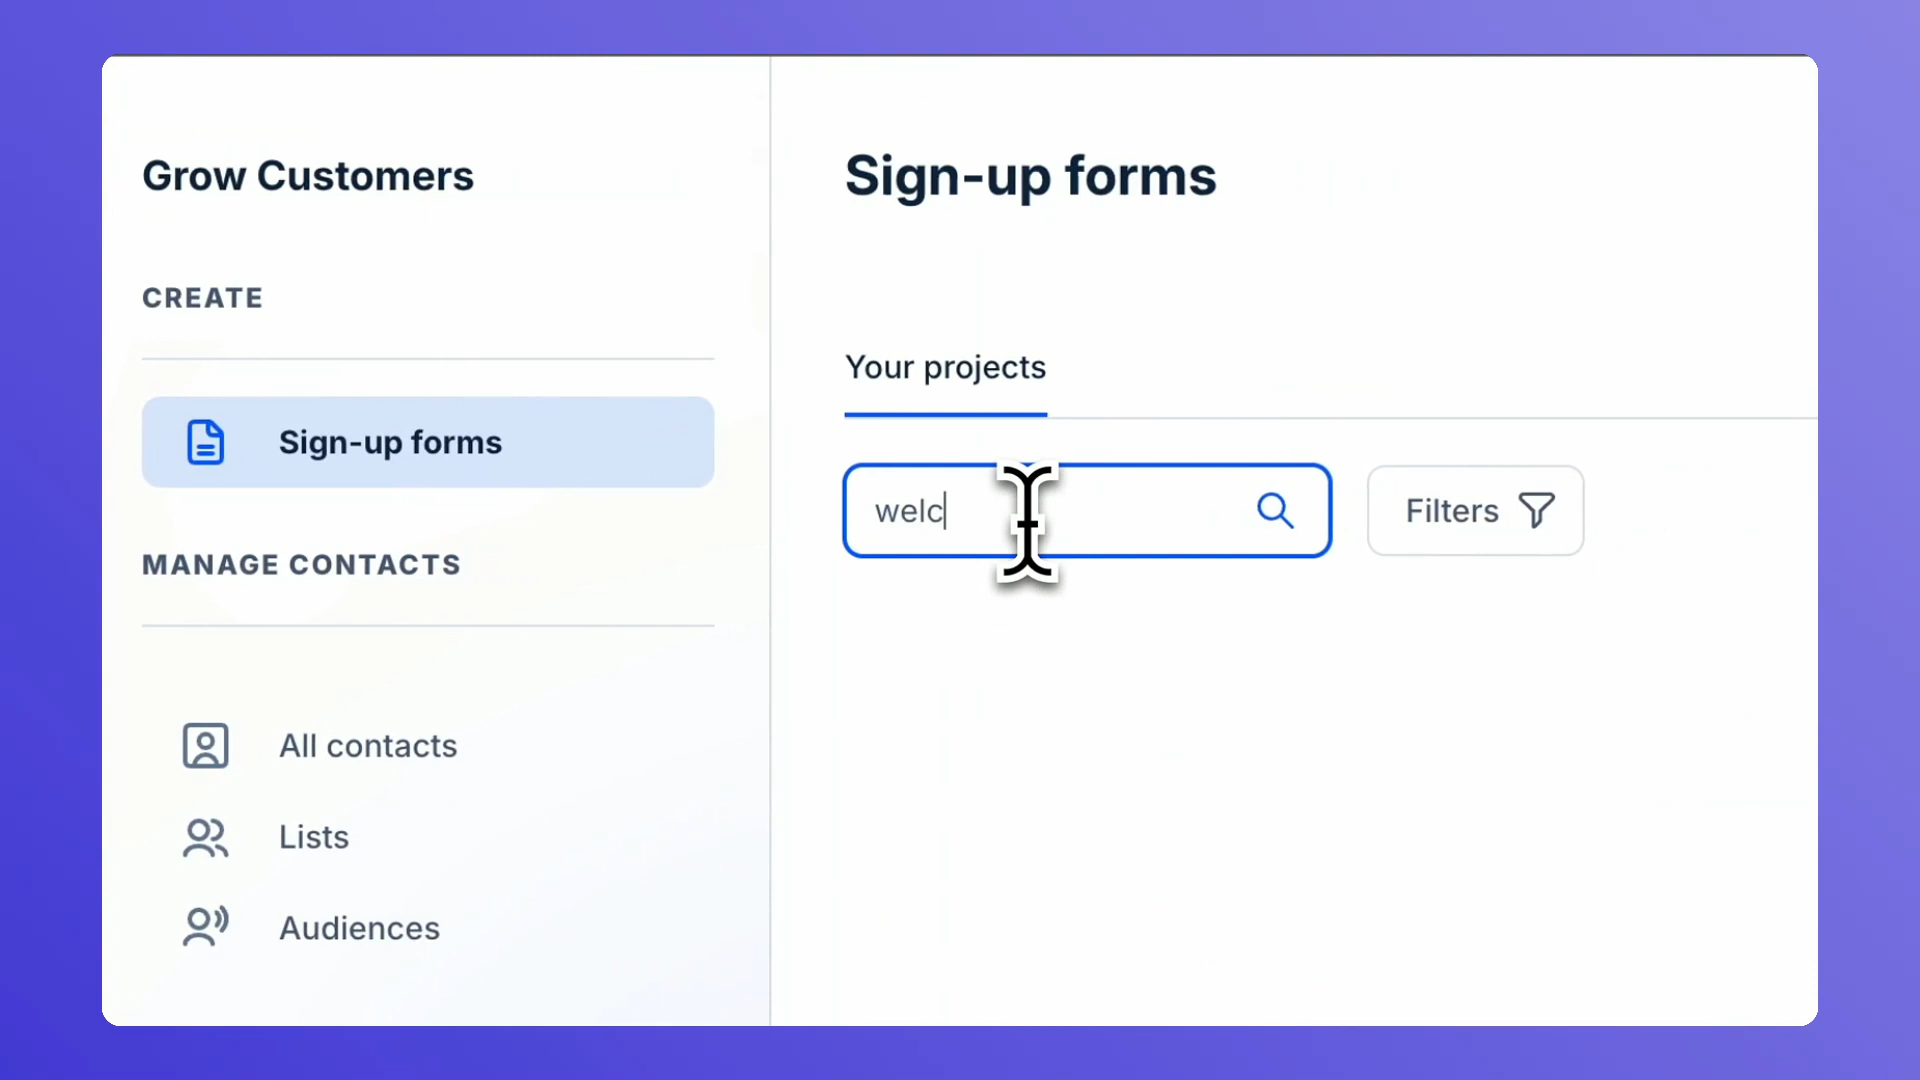 Grow Customers
CREATE
Sign-up forms
MANAGE CONTACTS
All contacts
Lists
Audiences
Sign-up forms
Your projects
welc
Filters